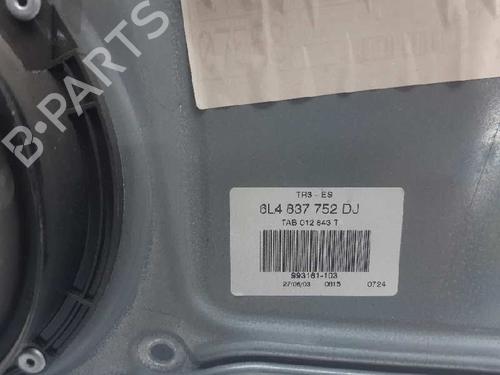 B-PARTS
TR3 - ES
6L4 837 752 DJ
TAB 012 843 T
993161-103
27/06/03 0815 0724